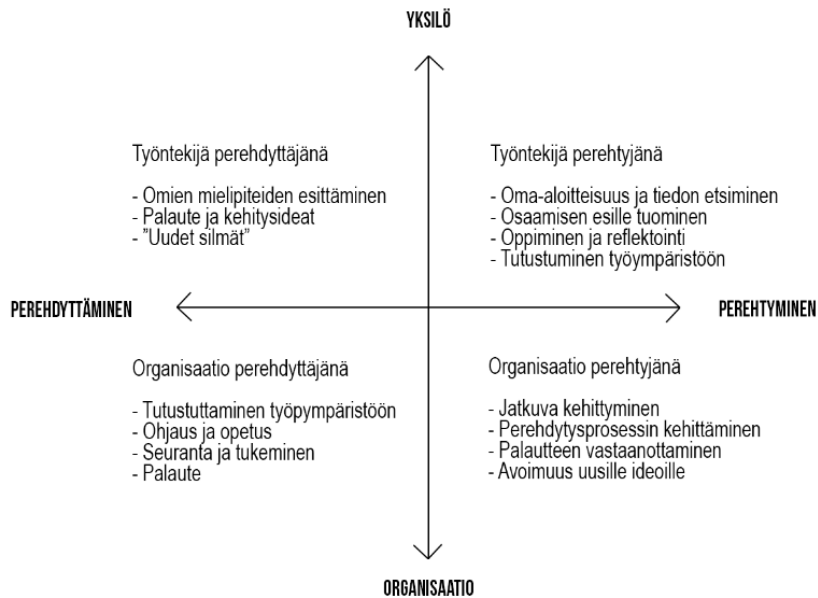 YKSILÖ
Työntekijä perehdyttäjänä
- Omien mielipiteiden esittäminen
- Palaute ja kehitysideat
- "Uudet silmät"
Työntekijä perehtyjänä
- Oma-aloitteisuus ja tiedon etsiminen
- Osaamisen esille tuominen
- Oppiminen ja reflektointi
- Tutustuminen työympäristöön
PEREHDYTTÄMINEN
PEREHTYMINEN
Organisaatio perehdyttäjänä
- Tutustuttaminen työpympäristöön
- Ohjaus ja opetus
- Seuranta ja tukeminen
- Palaute
Organisaatio perehtyjänä
- Jatkuva kehittyminen
- Perehdytysprosessin kehittäminen
- Palautteen vastaanottaminen
- Avoimuus uusille ideoille
ORGANISAATIO